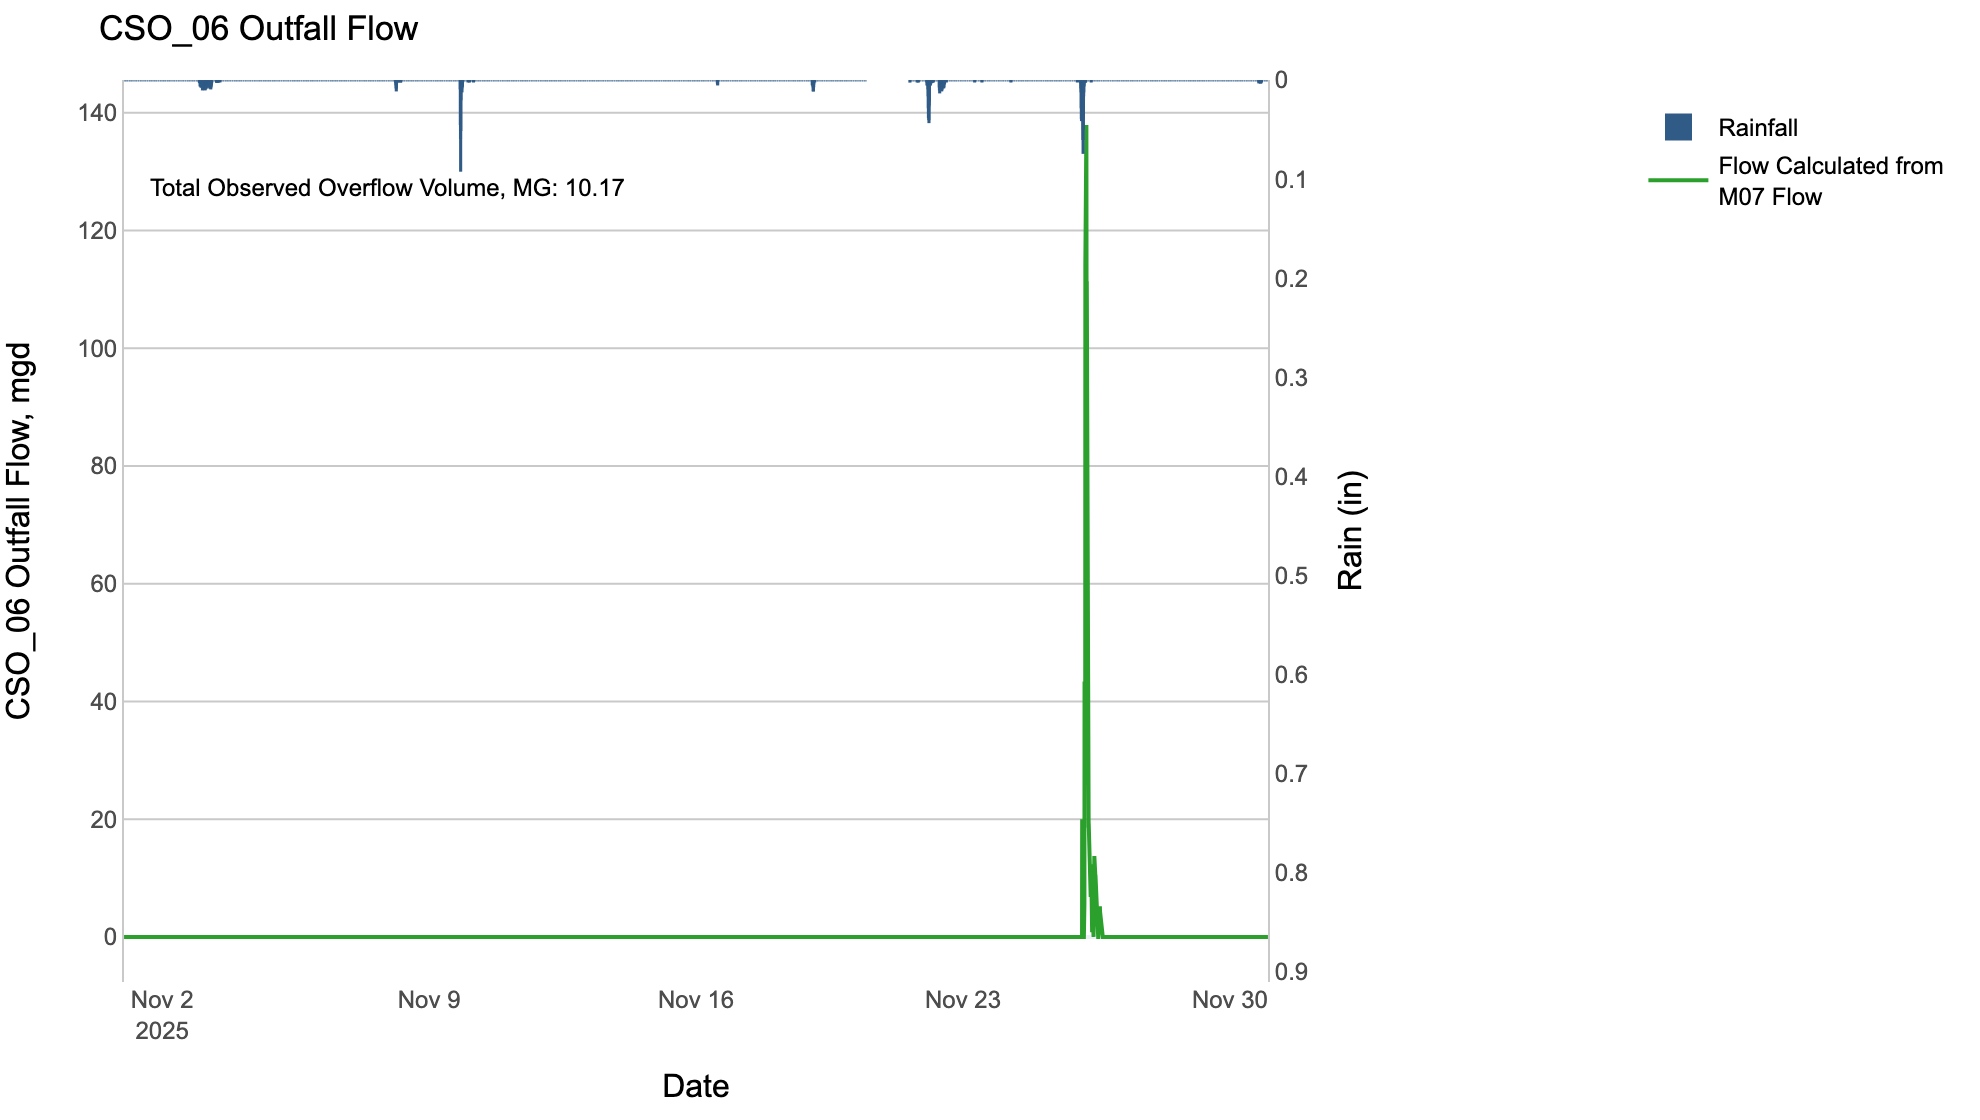 CSO_06 Outfall Flow
Total Observed Overflow Volume, MG: 10.17
CSO_06 Outfall Flow, mgd
140
120
100
80
60
40
20
0
0
0.1
0.2
0.3
0.4
0.5
0.6
0.7
0.8
0.9
Rain (in)
Nov 2
2025
Nov 9
Nov 16
Nov 23
Nov 30
Date
Rainfall
Flow Calculated from
M07 Flow